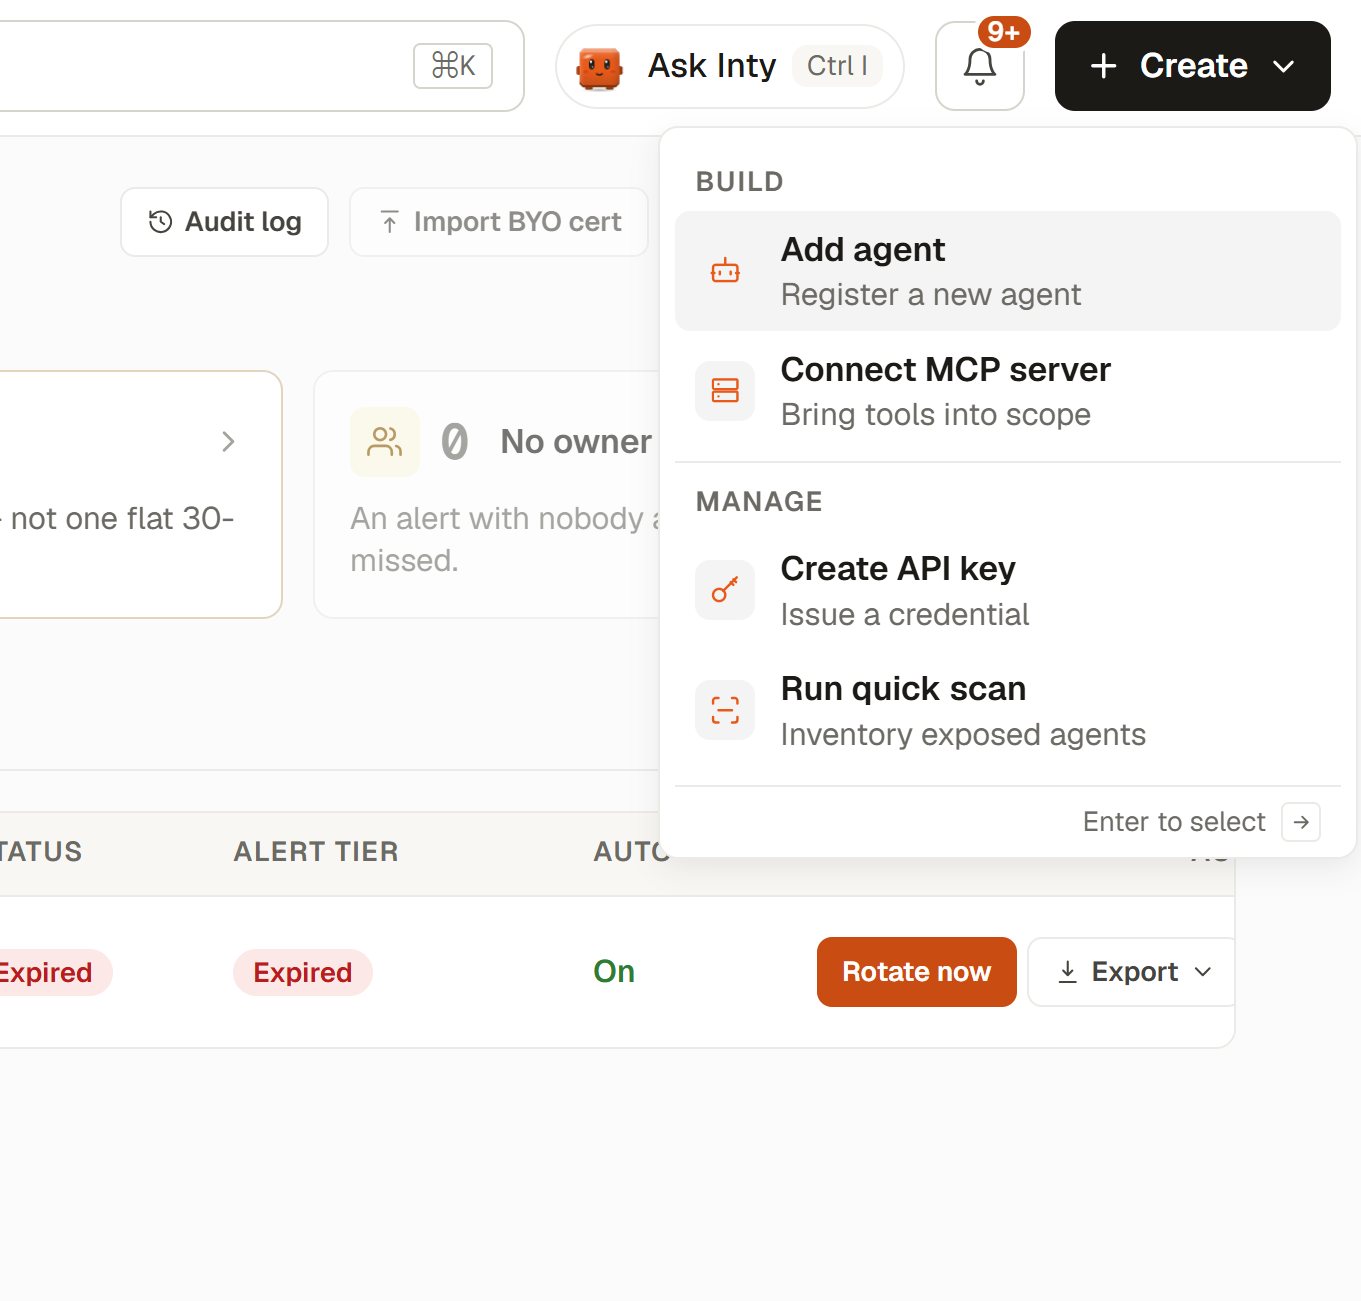 ⌘K
Ask Inty Ctrl I
9+
+ Create
Audit log
Import BYO cert
BUILD
Add agent
Register a new agent
Connect MCP server
Bring tools into scope
MANAGE
Create API key
Issue a credential
Run quick scan
Inventory exposed agents
Enter to select →
not one flat 30-
0 No owner
An alert with nobody
missed.
TATUS ALERT TIER AUTO
Expired Expired On Rotate now Export